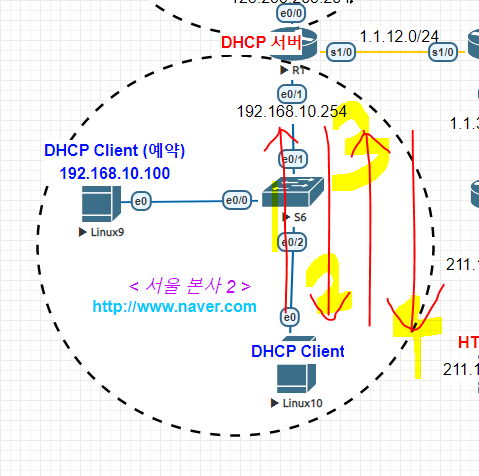 e0/0
DHCP 서버
1.1.12.0/24
s1/0
s1/0
R1
e0/1
192.168.10.254
3
DHCP Client (예약)
192.168.10.100
e0/1
e0
e0/0
S6
Linux9
1
e0/2
< 서울 본사 2 >
2
211.1
http://www.naver.com
e0
4
HT
DHCP Client
211.1
Linux10